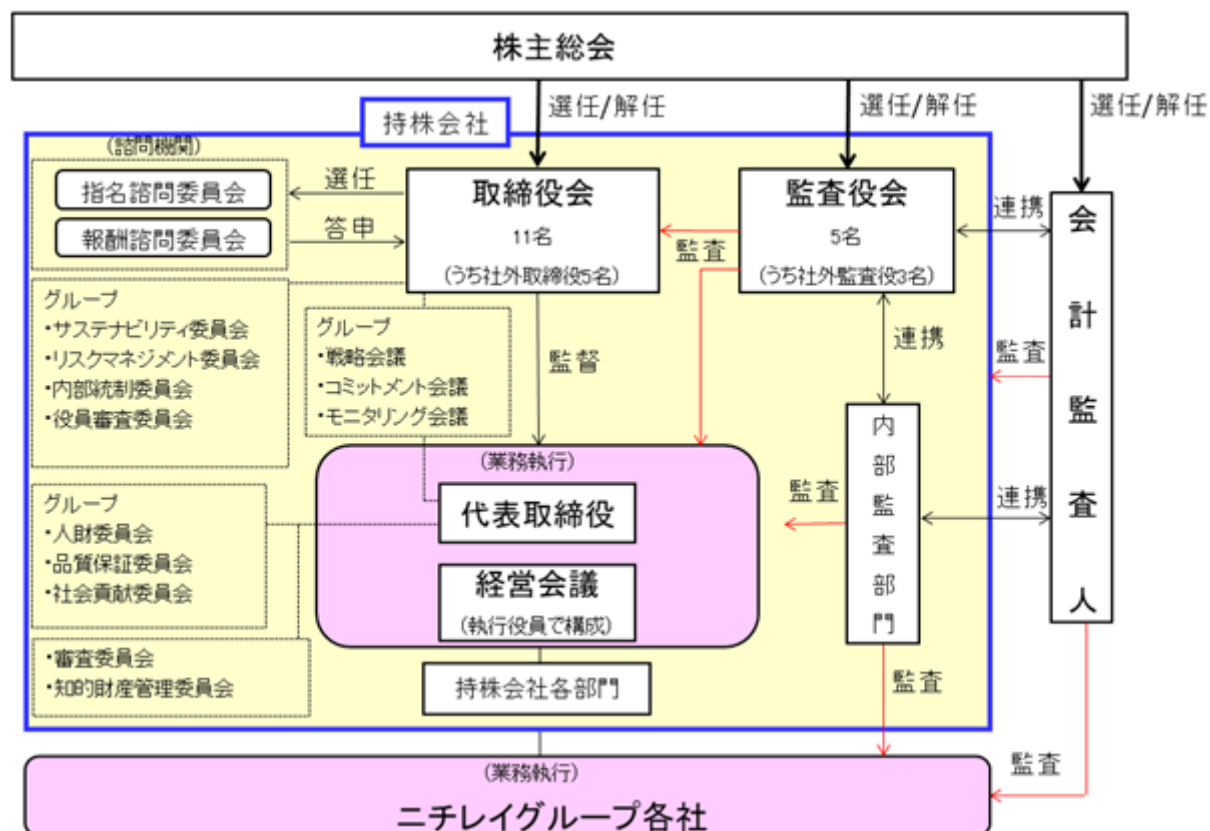 株主総会
選任/解任
選任/解任
選任/解任
持株会社
(諮問機関)
指名諮問委員会
報酬諮問委員会
選任
答申
取締役会
11名
(うち社外取締役5名)
監査
監査役会
5名
(うち社外監査役3名)
連携
会計監査人
グループ
・サステナビリティ委員会
・リスクマネジメント委員会
・内部統制委員会
・役員審査委員会
グループ
・戦略会議
・コミットメント会議
・モニタリング会議
監督
連携
監査
内部監査部門
監査
連携
(業務執行)
代表取締役
経営会議
(執行役員で構成)
グループ
・人財委員会
・品質保証委員会
・社会貢献委員会
・審査委員会
・知的財産管理委員会
持株会社各部門
監査
監査
(業務執行)
ニチレイグループ各社